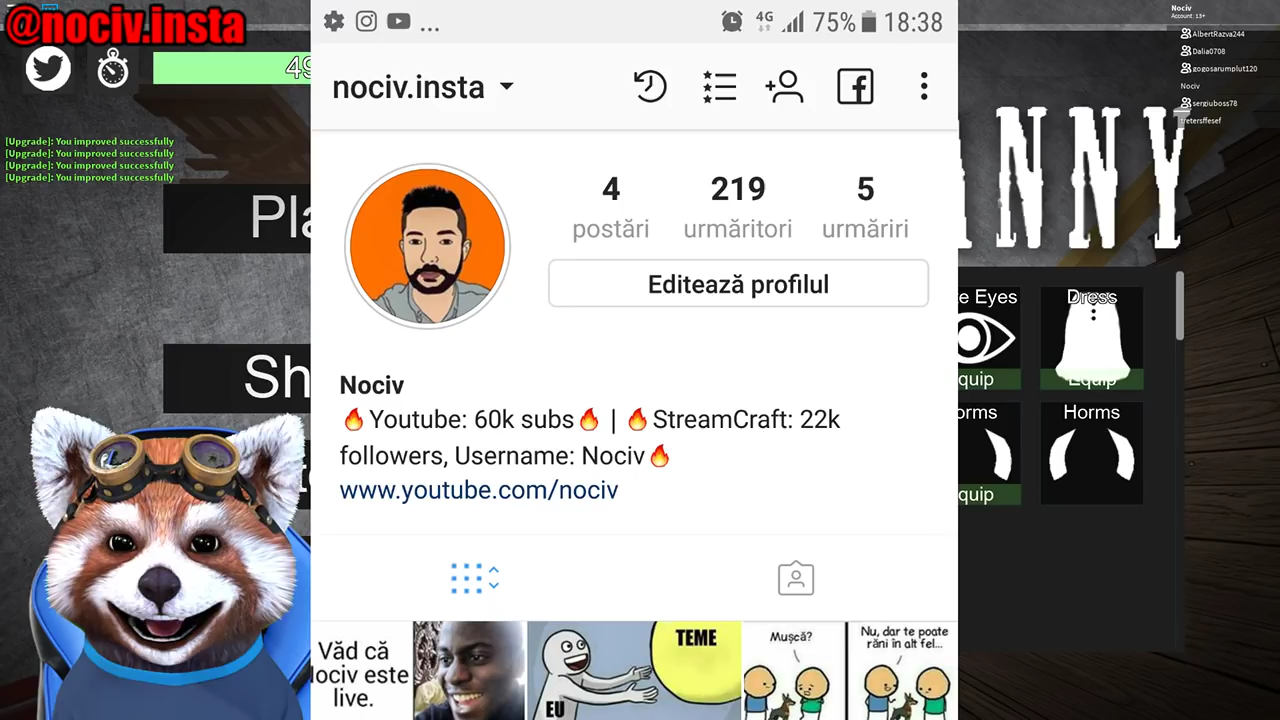 @nociv.insta
49
[Upgrade]: You improved successfully
[Upgrade]: You improved successfully
[Upgrade]: You improved successfully
[Upgrade]: You improved successfully
Pla
Sh
...
4G
75%
18:38
nociv.insta
4
219
5
postări
urmăritori
urmăriri
Editează profilul
Nociv
🔥Youtube: 60k subs🔥 | 🔥StreamCraft: 22k
followers, Username: Nociv🔥
www.youtube.com/nociv
Văd că
Nociv este
live.
TEME
EU
Mușcă?
Nu, dar te poate
răni în alt fel...
Nociv
Account: 13+
AlbertRazva244
Dalia0708
gogosarumplut120
Nociv
sergiuboss78
tretersffesef
NNY
e Eyes
Dress
quip
Equip
orms
Horms
quip